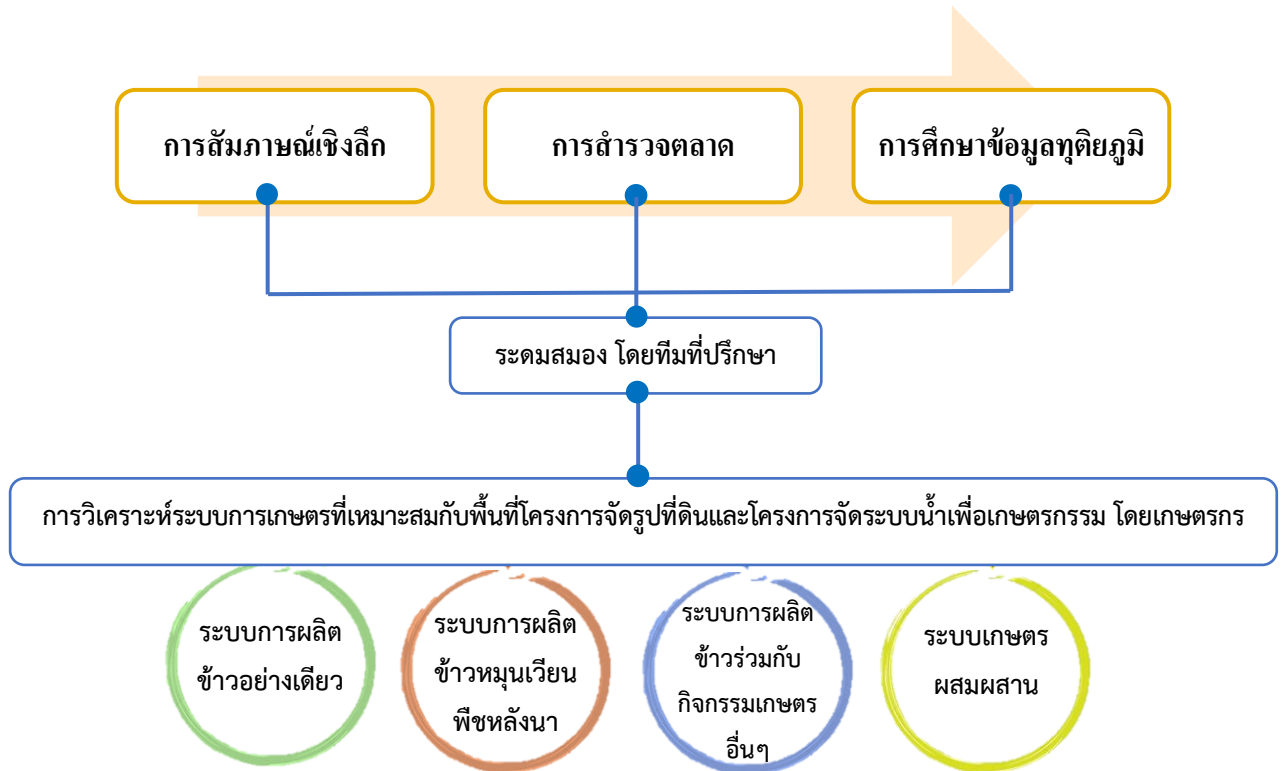 การสัมภาษณ์เชิงลึก
การสำรวจตลาด
การศึกษาข้อมูลทุติยภูมิ
ระดมสมอง โดยทีมที่ปรึกษา
การวิเคราะห์ระบบการเกษตรที่เหมาะสมกับพื้นที่โครงการจัดรูปที่ดินและโครงการจัดระบบน้ำเพื่อเกษตรกรรม โดยเกษตรกร
ระบบการผลิต
ข้าวอย่างเดียว
ระบบการผลิต
ข้าวหมุนเวียน
พืชหลังนา
ระบบการผลิต
ข้าวร่วมกับ
กิจกรรมเกษตร
อื่นๆ
ระบบเกษตร
ผสมผสาน